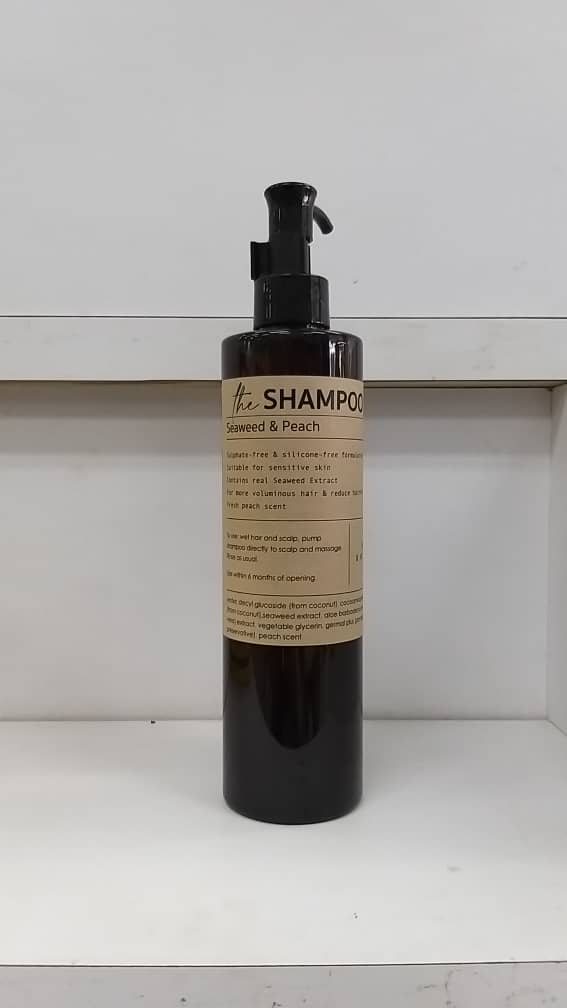 the SHAMPOO
Seaweed & Peach
Sulphate-free & silicone-free
Suitable for sensitive skin
Contains real Seaweed Extract
For more voluminous hair & reduce
Fresh peach scent
To use: wet hair and scalp, pump
shampoo directly to scalp and massage.
Rinse as usual.
Use within 6 months of opening.
water, decyl glucoside (from coconut)
(from coconut), seaweed extract, aloe
extract, vegetable glycerin, germal plus
preservative), peach scent